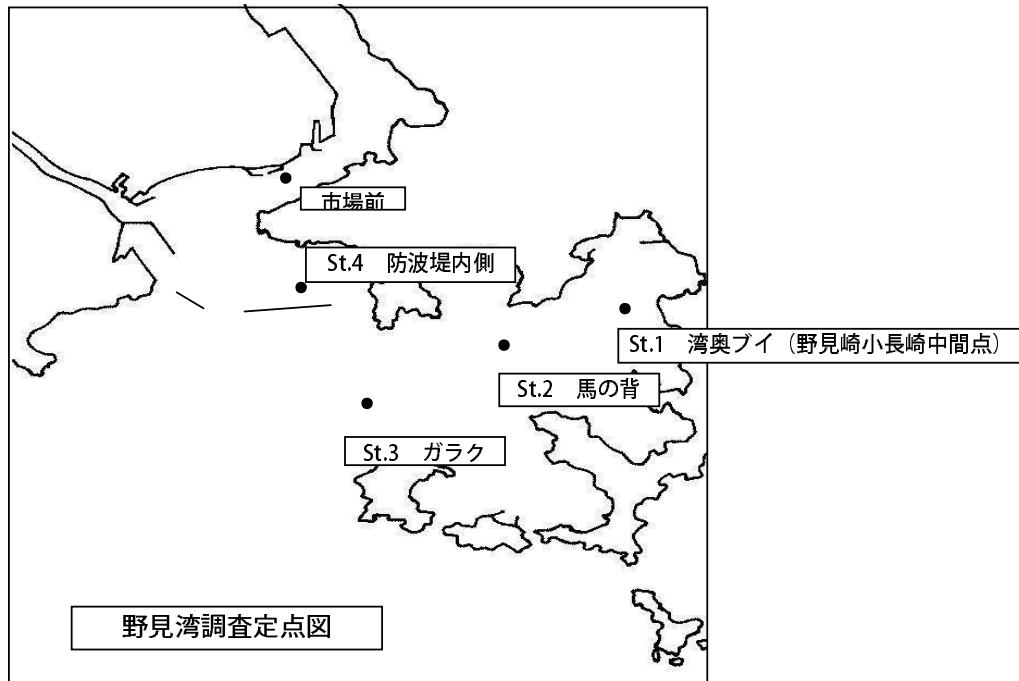 市場前
St.4　防波堤内側
St.1　湾奥ブイ（野見崎小長崎中間点）
St.2　馬の背
St.3　ガラク
野見湾調査定点図